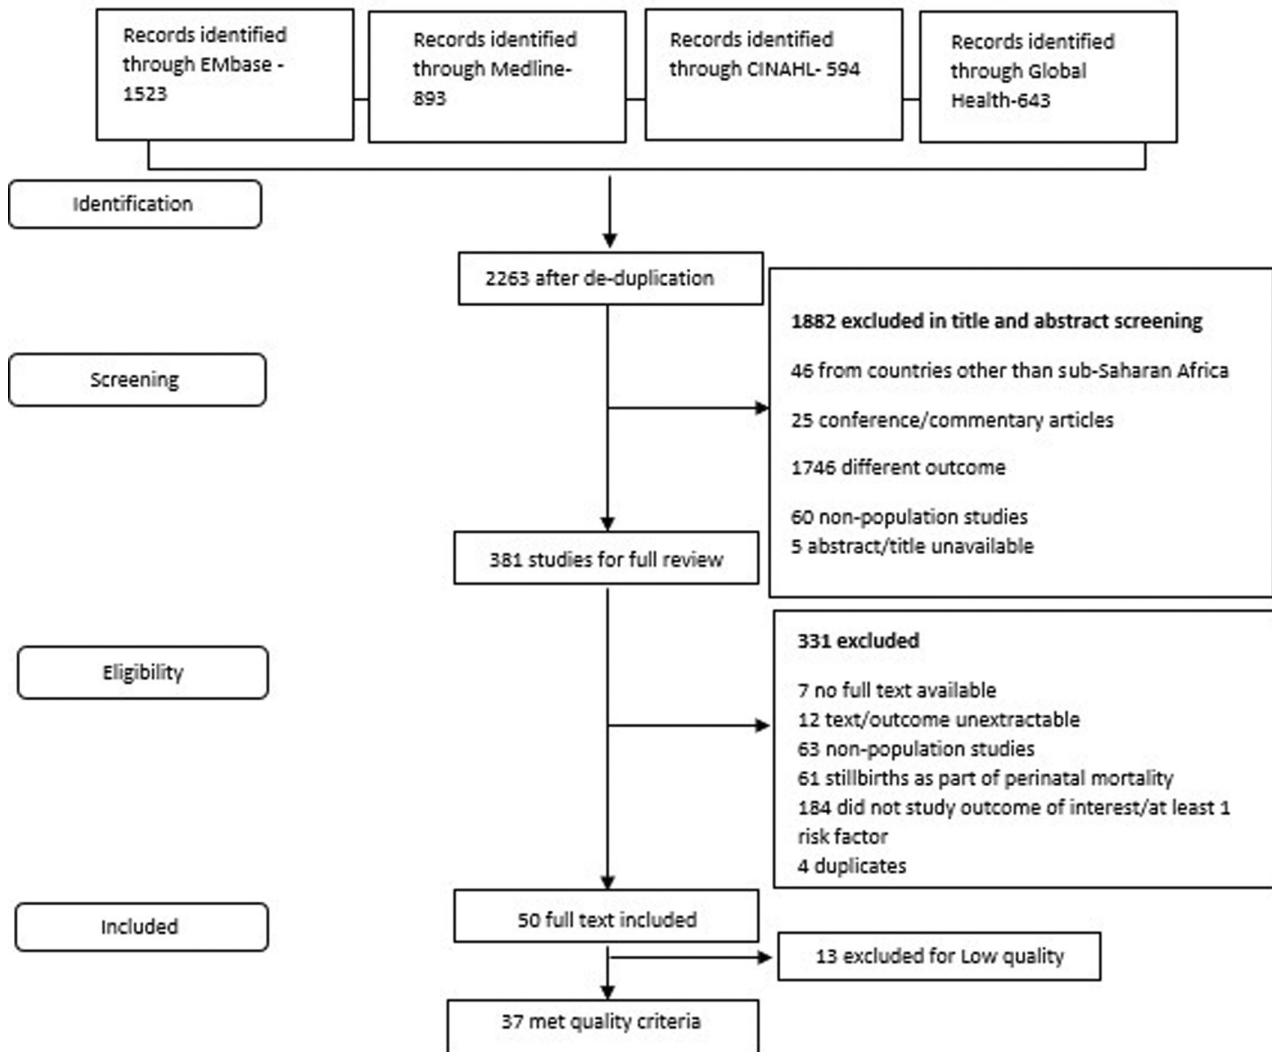 Records identified
through EMbase -
1523
Records identified
through Medline-
893
Records identified
through CINAHL- 594
Records identified
through Global
Health-643
Identification
2263 after de-duplication
1882 excluded in title and abstract screening
46 from countries other than sub-Saharan Africa
25 conference/commentary articles
1746 different outcome
60 non-population studies
5 abstract/title unavailable
Screening
381 studies for full review
331 excluded
7 no full text available
12 text/outcome unextractable
63 non-population studies
61 stillbirths as part of perinatal mortality
184 did not study outcome of interest/at least 1
risk factor
4 duplicates
Eligibility
50 full text included
Included
13 excluded for Low quality
37 met quality criteria